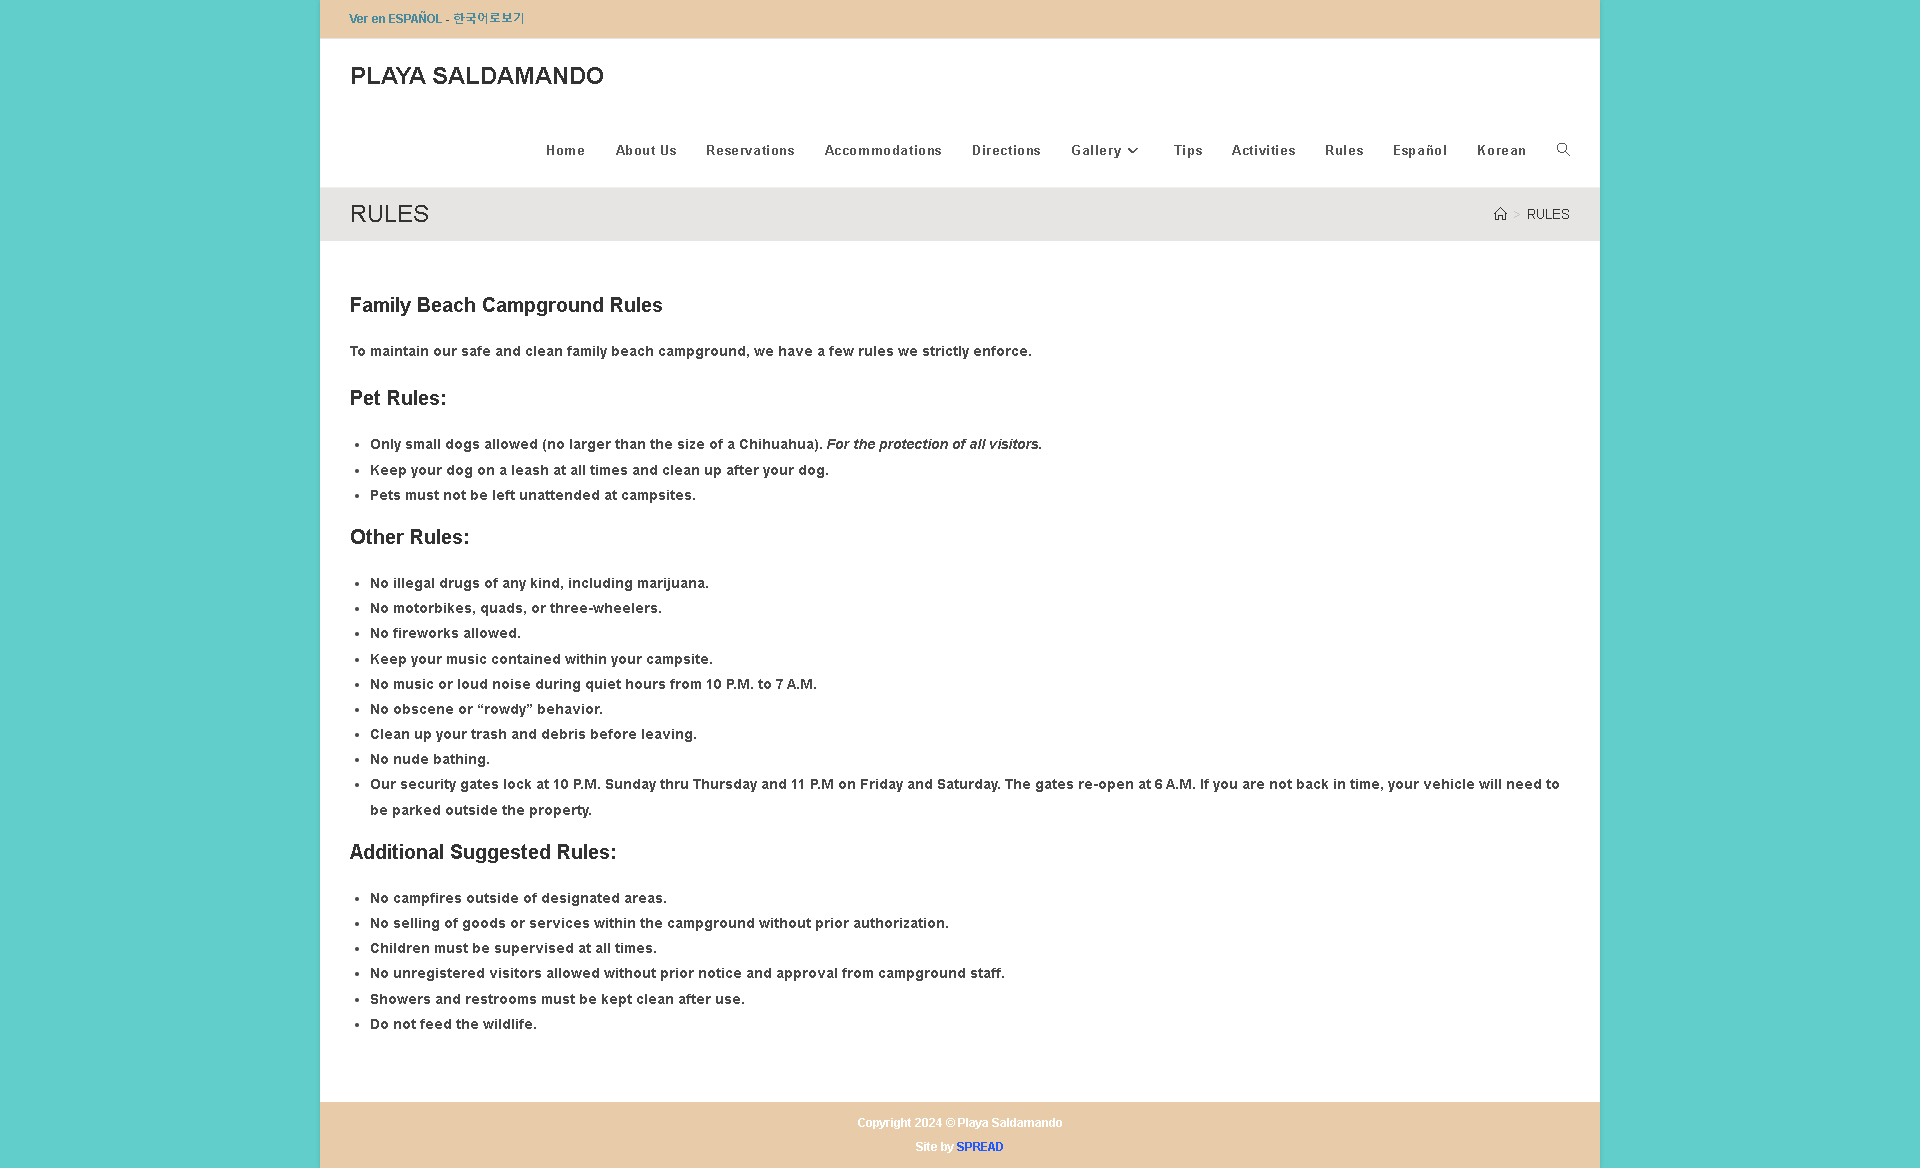 Ver en ESPAÑOL - 한국어로보기
PLAYA SALDAMANDO
Home About Us Reservations Accommodations Directions Gallery Tips Activities Rules Español Korean
RULES
> RULES
Family Beach Campground Rules
To maintain our safe and clean family beach campground, we have a few rules we strictly enforce.
Pet Rules:
• Only small dogs allowed (no larger than the size of a Chihuahua). For the protection of all visitors.
• Keep your dog on a leash at all times and clean up after your dog.
• Pets must not be left unattended at campsites.
Other Rules:
• No illegal drugs of any kind, including marijuana.
• No motorbikes, quads, or three-wheelers.
• No fireworks allowed.
• Keep your music contained within your campsite.
• No music or loud noise during quiet hours from 10 P.M. to 7 A.M.
• No obscene or “rowdy” behavior.
• Clean up your trash and debris before leaving.
• No nude bathing.
• Our security gates lock at 10 P.M. Sunday thru Thursday and 11 P.M on Friday and Saturday. The gates re-open at 6 A.M. If you are not back in time, your vehicle will need to
be parked outside the property.
Additional Suggested Rules:
• No campfires outside of designated areas.
• No selling of goods or services within the campground without prior authorization.
• Children must be supervised at all times.
• No unregistered visitors allowed without prior notice and approval from campground staff.
• Showers and restrooms must be kept clean after use.
• Do not feed the wildlife.
Copyright 2024 © Playa Saldamando
Site by SPREAD